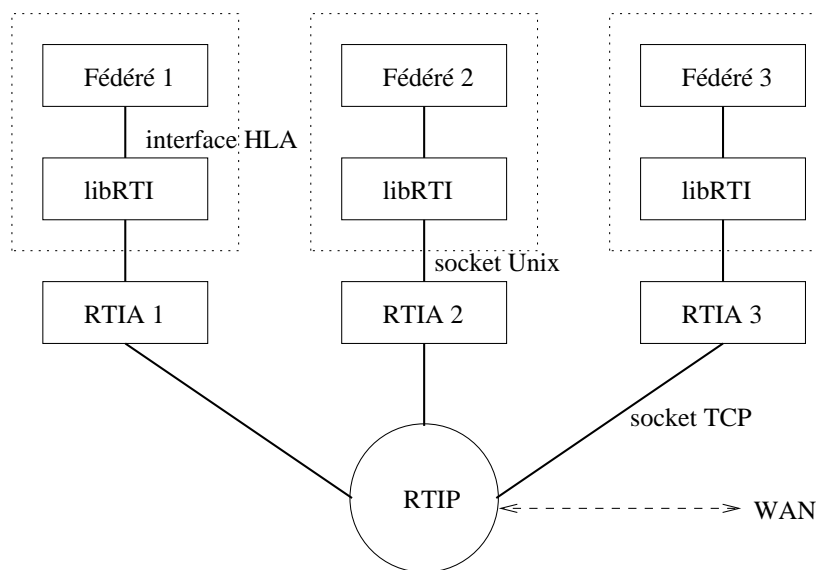 Fédéré 1
Fédéré 2
Fédéré 3
interface HLA
libRTI
libRTI
libRTI
socket Unix
RTIA 1
RTIA 2
RTIA 3
socket TCP
RTIP
WAN